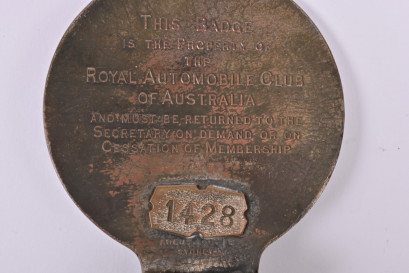 THIS BADGE
IS THE PROPERTY OF
THE
ROYAL AUTOMOBILE CLUB
OF AUSTRALIA
AND MUST BE RETURNED TO THE
SECRETARY ON DEMAND OR ON
CESSATION OF MEMBERSHIP
1428
SYDNEY